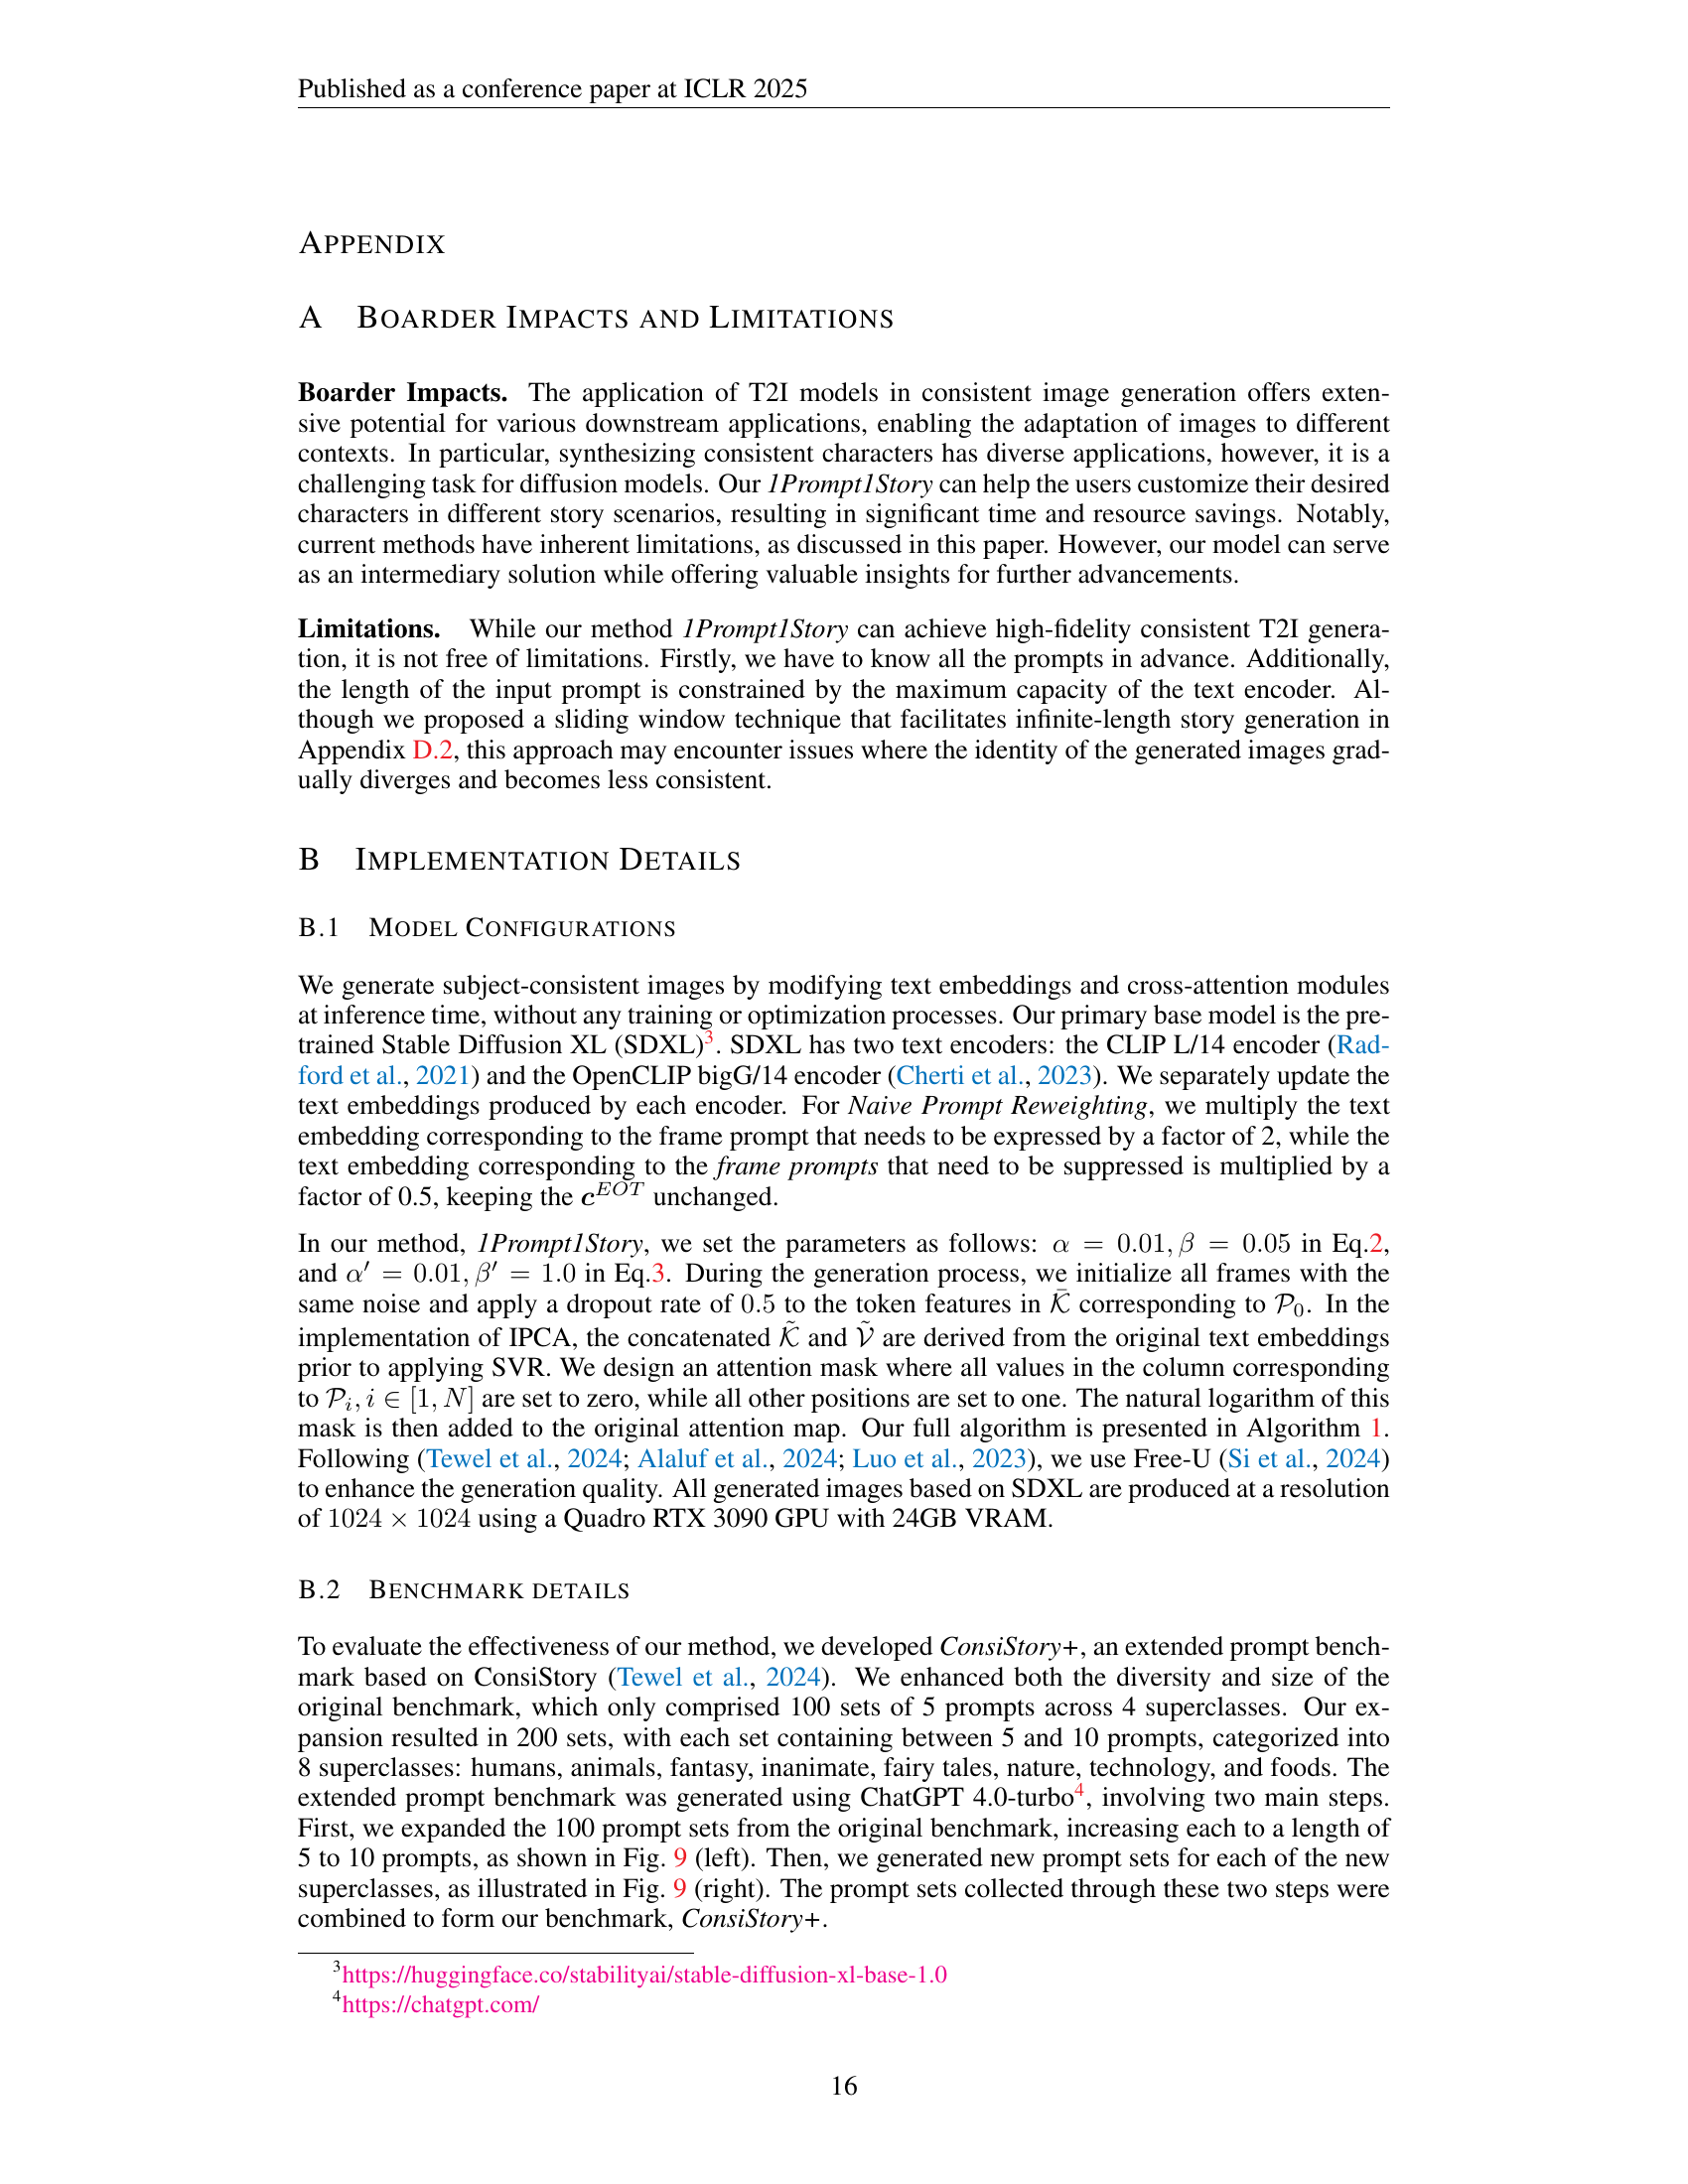 Published as a conference paper at ICLR 2025
APPENDIX
A BOARDER IMPACTS AND LIMITATIONS
Boarder Impacts. The application of T2I models in consistent image generation offers exten-
sive potential for various downstream applications, enabling the adaptation of images to different
contexts. In particular, synthesizing consistent characters has diverse applications, however, it is a
challenging task for diffusion models. Our 1Prompt1Story can help the users customize their desired
characters in different story scenarios, resulting in significant time and resource savings. Notably,
current methods have inherent limitations, as discussed in this paper. However, our model can serve
as an intermediary solution while offering valuable insights for further advancements.
Limitations. While our method 1Prompt1Story can achieve high-fidelity consistent T2I genera-
tion, it is not free of limitations. Firstly, we have to know all the prompts in advance. Additionally,
the length of the input prompt is constrained by the maximum capacity of the text encoder. Al-
though we proposed a sliding window technique that facilitates infinite-length story generation in
Appendix D.2, this approach may encounter issues where the identity of the generated images grad-
ually diverges and becomes less consistent.
B IMPLEMENTATION DETAILS
B.1 MODEL CONFIGURATIONS
We generate subject-consistent images by modifying text embeddings and cross-attention modules
at inference time, without any training or optimization processes. Our primary base model is the pre-
trained Stable Diffusion XL (SDXL)³. SDXL has two text encoders: the CLIP L/14 encoder (Rad-
ford et al., 2021) and the OpenCLIP bigG/14 encoder (Cherti et al., 2023). We separately update the
text embeddings produced by each encoder. For Naive Prompt Reweighting, we multiply the text
embedding corresponding to the frame prompt that needs to be expressed by a factor of 2, while the
text embedding corresponding to the frame prompts that need to be suppressed is multiplied by a
factor of 0.5, keeping the c^{EOT} unchanged.
In our method, 1Prompt1Story, we set the parameters as follows: α = 0.01, β = 0.05 in Eq.2,
and α′ = 0.01, β′ = 1.0 in Eq.3. During the generation process, we initialize all frames with the
same noise and apply a dropout rate of 0.5 to the token features in K̄ corresponding to P₀. In the
implementation of IPCA, the concatenated K̃ and Ṽ are derived from the original text embeddings
prior to applying SVR. We design an attention mask where all values in the column corresponding
to Pᵢ, i ∈ [1, N] are set to zero, while all other positions are set to one. The natural logarithm of this
mask is then added to the original attention map. Our full algorithm is presented in Algorithm 1.
Following (Tewel et al., 2024; Alaluf et al., 2024; Luo et al., 2023), we use Free-U (Si et al., 2024)
to enhance the generation quality. All generated images based on SDXL are produced at a resolution
of 1024 × 1024 using a Quadro RTX 3090 GPU with 24GB VRAM.
B.2 BENCHMARK DETAILS
To evaluate the effectiveness of our method, we developed ConsiStory+, an extended prompt bench-
mark based on ConsiStory (Tewel et al., 2024). We enhanced both the diversity and size of the
original benchmark, which only comprised 100 sets of 5 prompts across 4 superclasses. Our ex-
pansion resulted in 200 sets, with each set containing between 5 and 10 prompts, categorized into
8 superclasses: humans, animals, fantasy, inanimate, fairy tales, nature, technology, and foods. The
extended prompt benchmark was generated using ChatGPT 4.0-turbo⁴, involving two main steps.
First, we expanded the 100 prompt sets from the original benchmark, increasing each to a length of
5 to 10 prompts, as shown in Fig. 9 (left). Then, we generated new prompt sets for each of the new
superclasses, as illustrated in Fig. 9 (right). The prompt sets collected through these two steps were
combined to form our benchmark, ConsiStory+.
³https://huggingface.co/stabilityai/stable-diffusion-xl-base-1.0
⁴https://chatgpt.com/
16